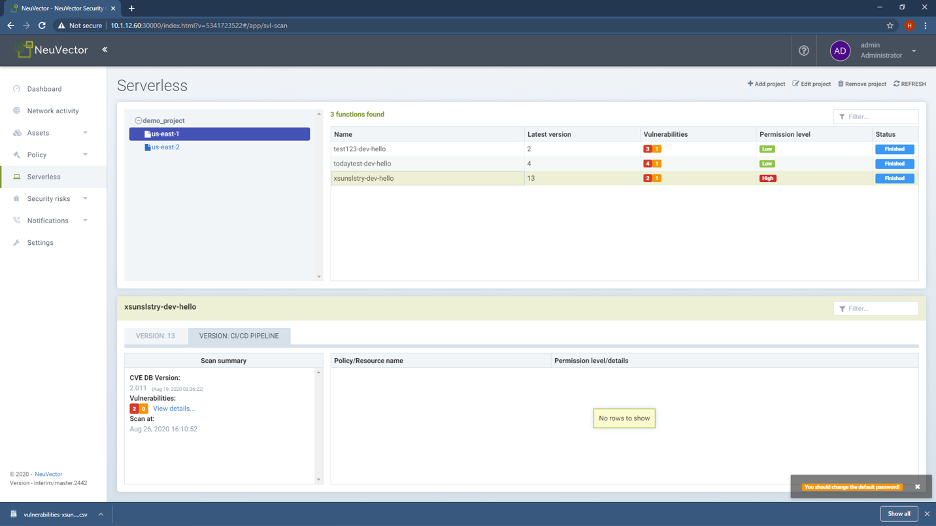 NeuVector - NeuVector Security
Not secure
10.1.12.60:30000/index.html?v=5341723522#/app/svl-scan
H
NeuVector
AD
admin
Administrator
Dashboard
Network activity
Assets
Policy
Serverless
Security risks
Notifications
Settings
© 2020 - NeuVector
Version - interim/master.2442
Serverless
Add project
Edit project
Remove project
REFRESH
demo_project
us-east-1
us-east-2
3 functions found
Filter...
Name Latest version Vulnerabilities Permission level Status
test123-dev-hello 2 3 1 Low Finished
todaytest-dev-hello 4 4 1 Low Finished
xsunslstry-dev-hello 13 2 1 High Finished
xsunslstry-dev-hello
Filter...
VERSION: 13
VERSION: CI/CD PIPELINE
Scan summary
CVE DB Version:
2.011 (Aug 19, 2020 03:06:22)
Vulnerabilities:
2 0 View details...
Scan at:
Aug 26, 2020 16:10:52
Policy/Resource name Permission level/details
No rows to show
You should change the default password!
vulnerabilities-xsun....csv
Show all